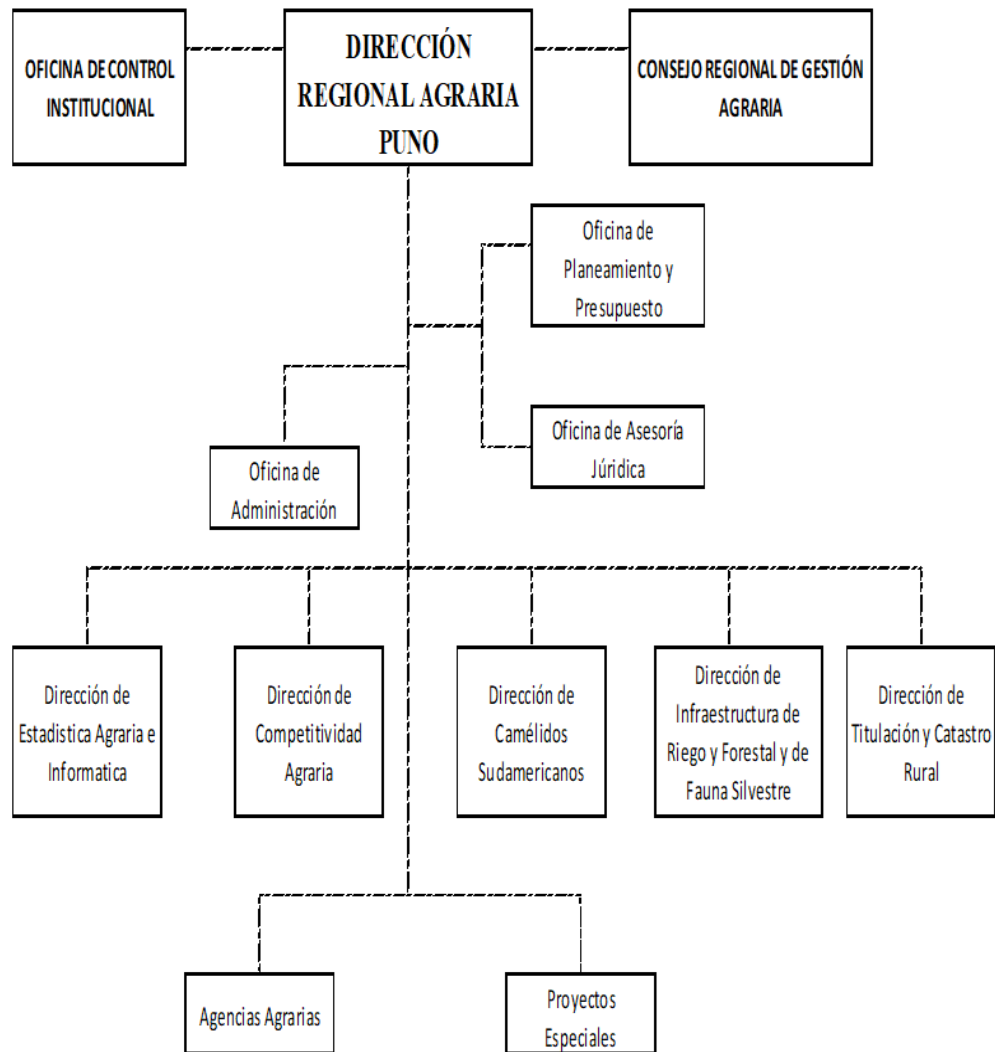 OFICINA DE CONTROL
INSTITUCIONAL
DIRECCIÓN
REGIONAL AGRARIA
PUNO
CONSEJO REGIONAL DE GESTIÓN
AGRARIA
Oficina de
Planeamiento y
Presupuesto
Oficina de Asesoría
Júridica
Oficina de
Administración
Dirección de
Estadistica Agraria e
Informatica
Dirección de
Competitividad
Agraria
Dirección de
Camélidos
Sudamericanos
Dirección de
Infraestructura de
Riego y Forestal y de
Fauna Silvestre
Dirección de
Titulación y Catastro
Rural
Agencias Agrarias
Proyectos
Especiales